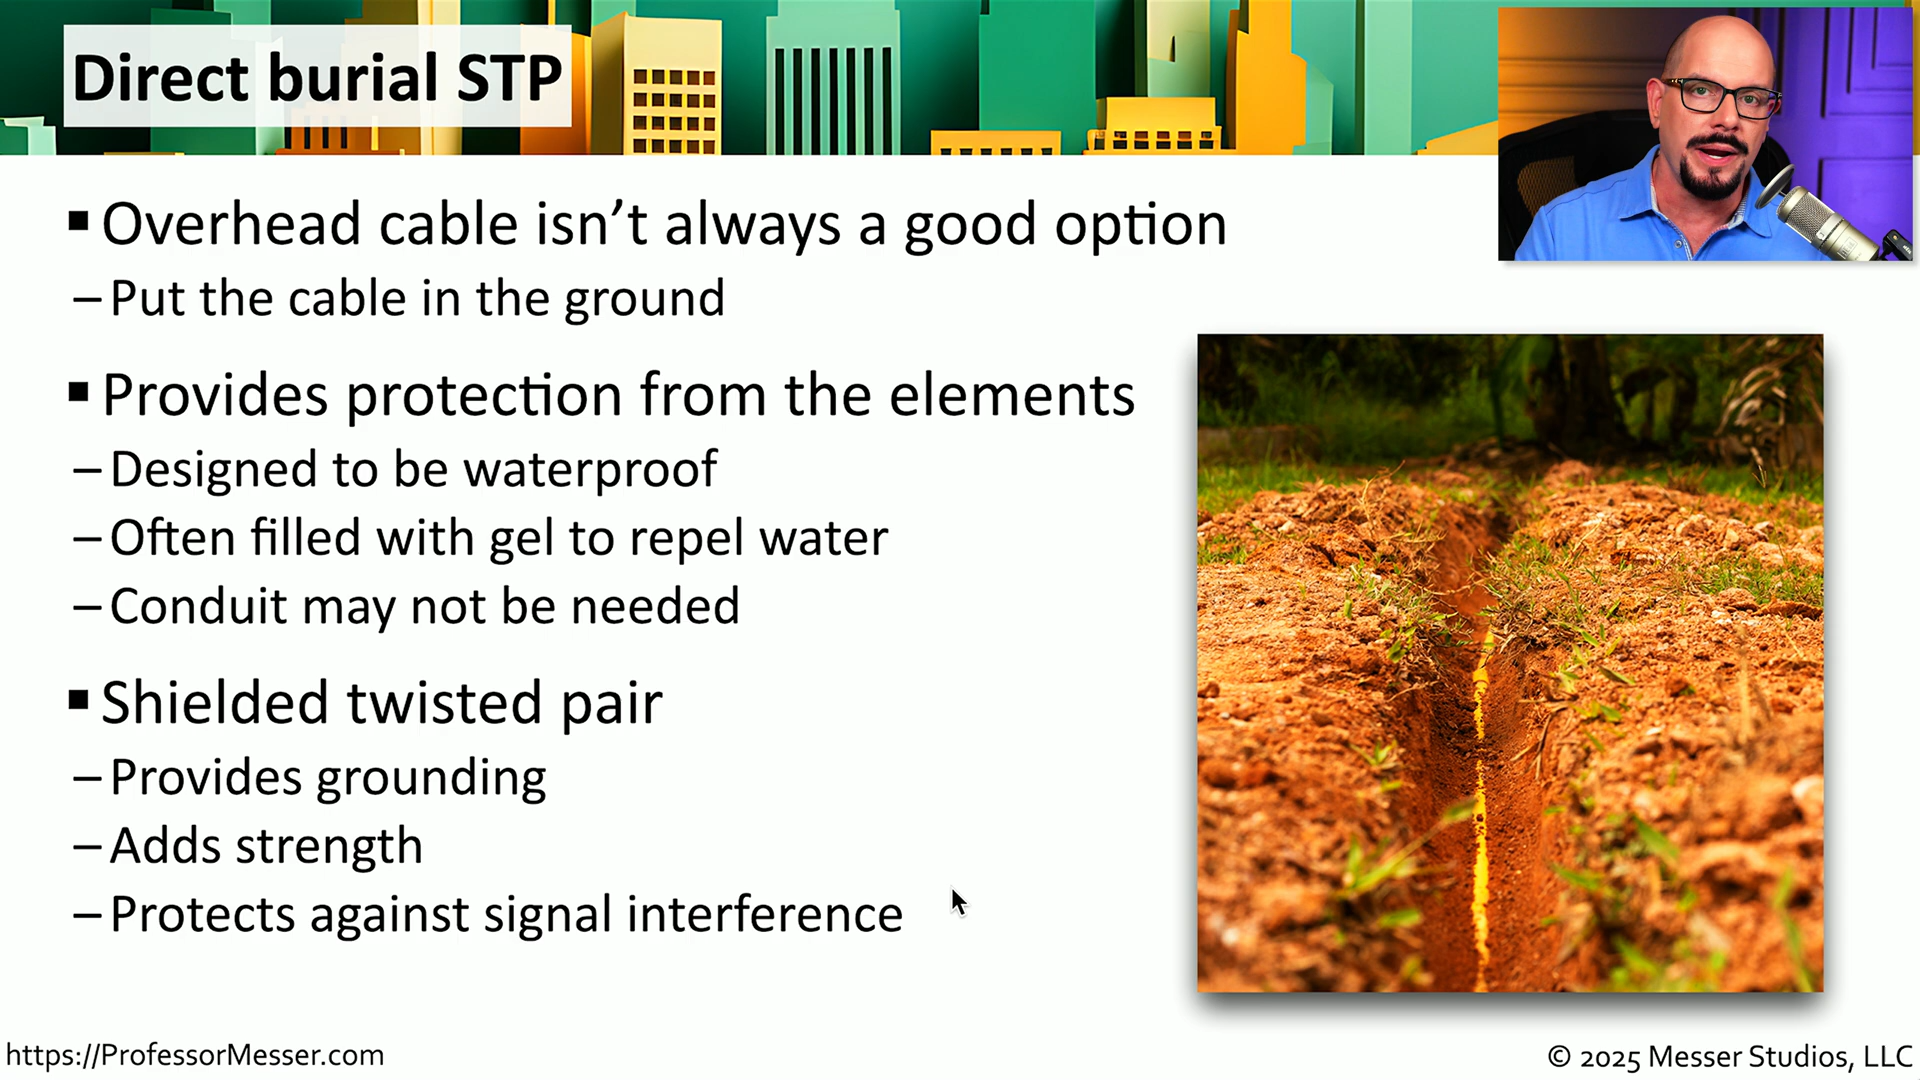 Direct burial STP
▪ Overhead cable isn’t always a good option
– Put the cable in the ground
▪ Provides protection from the elements
– Designed to be waterproof
– Often filled with gel to repel water
– Conduit may not be needed
▪ Shielded twisted pair
– Provides grounding
– Adds strength
– Protects against signal interference
https://ProfessorMesser.com
© 2025 Messer Studios, LLC